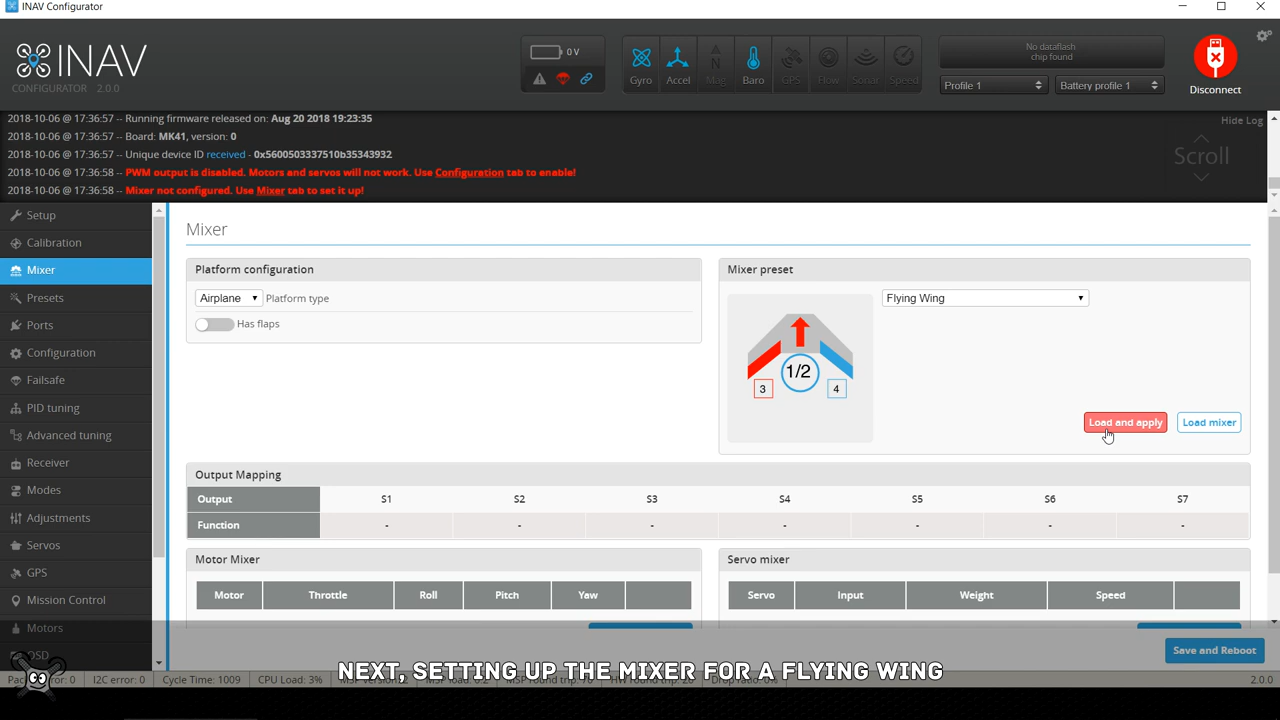 INAV Configurator
INAV
CONFIGURATOR 2.0.0
0 V
Gyro
Accel
Mag
Baro
GPS
Flow
Sonar
Speed
No dataflash
chip found
Profile 1
Battery profile 1
Disconnect
2018-10-06 @ 17:36:57 -- Running firmware released on: Aug 20 2018 19:23:35
2018-10-06 @ 17:36:57 -- Board: MK41, version: 0
2018-10-06 @ 17:36:57 -- Unique device ID received - 0x5600503337510b35343932
2018-10-06 @ 17:36:58 -- PWM output is disabled. Motors and servos will not work. Use Configuration tab to enable!
2018-10-06 @ 17:36:58 -- Mixer not configured. Use Mixer tab to set it up!
Hide Log
Scroll
Setup
Calibration
Mixer
Presets
Ports
Configuration
Failsafe
PID tuning
Advanced tuning
Receiver
Modes
Adjustments
Servos
GPS
Mission Control
Motors
OSD
Mixer
Platform configuration
Airplane
Platform type
Has flaps
Mixer preset
Flying Wing
1/2
3
4
Load and apply
Load mixer
Output Mapping
Output S1 S2 S3 S4 S5 S6 S7
Function - - - - - - -
Motor Mixer
Motor Throttle Roll Pitch Yaw
Servo mixer
Servo Input Weight Speed
Save and Reboot
NEXT, SETTING UP THE MIXER FOR A FLYING WING
I2C error: 0
Cycle Time: 1009
CPU Load: 3%
2.0.0